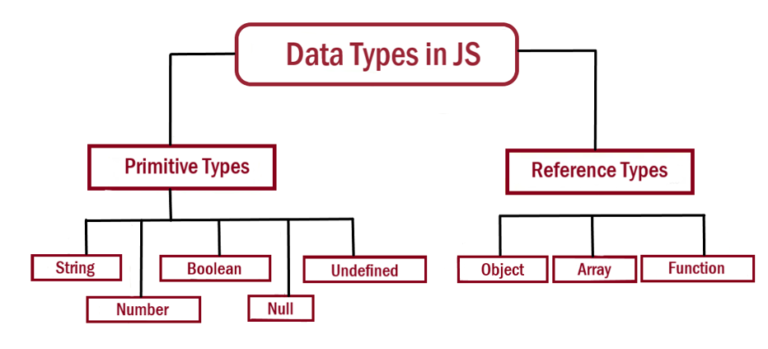 Data Types in JS
Primitive Types
Reference Types
String
Boolean
Undefined
Object
Array
Function
Number
Null